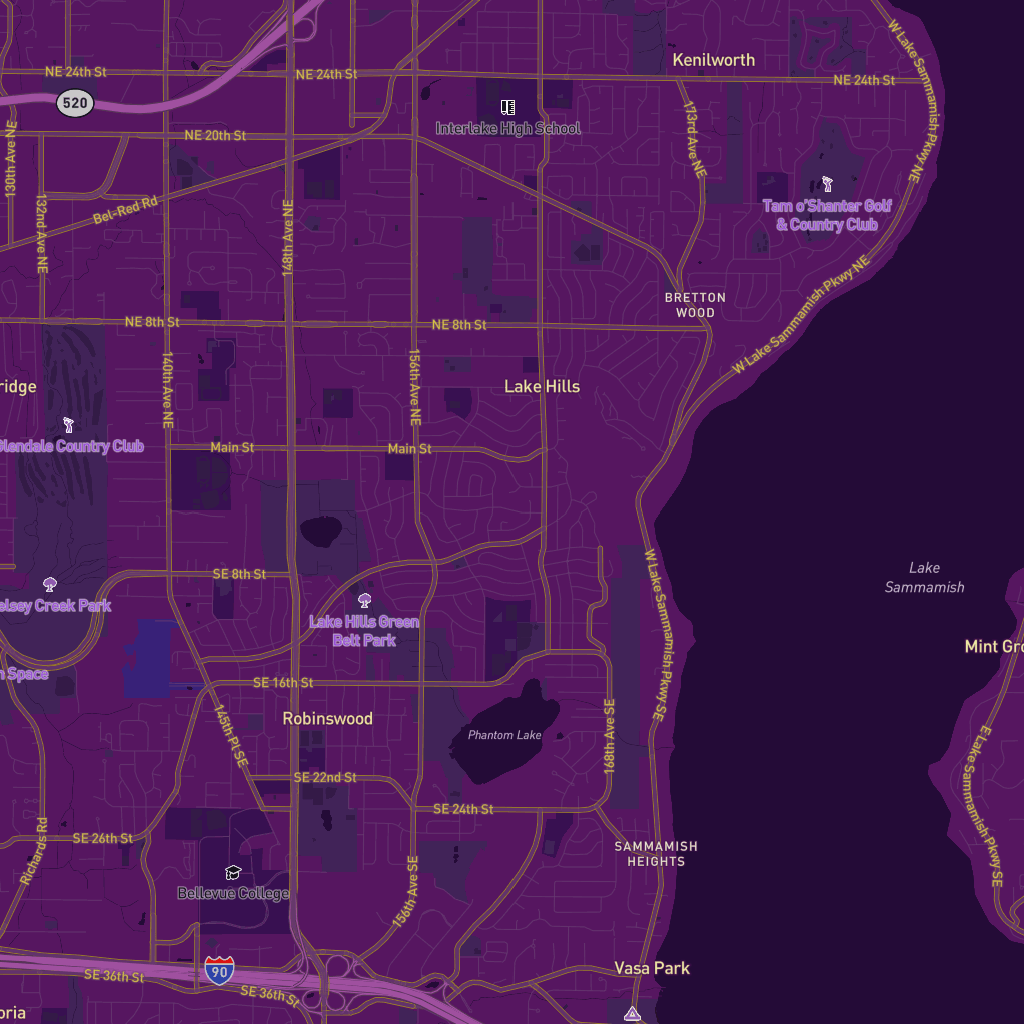 W Lake Sammamish Pkwy NE
Kenilworth
NE 24th St
NE 24th St
NE 24th St
520
Interlake High School
NE 20th St
130th Ave NE
173rd Ave NE
Tam o'Shanter Golf
& Country Club
Bel-Red Rd
132nd Ave NE
148th Ave NE
W Lake Sammamish Pkwy NE
BRETTON
WOOD
NE 8th St
NE 8th St
140th Ave NE
156th Ave NE
ridge
Lake Hills
Glendale Country Club
Main St
Main St
SE 8th St
W Lake Sammamish Pkwy SE
Lake
Sammamish
elsey Creek Park
Lake Hills Green
Belt Park
Mint Gro
n Space
SE 16th St
Robinswood
145th Pl SE
Phantom Lake
168th Ave SE
E Lake Sammamish Pkwy SE
SE 22nd St
SE 24th St
SE 26th St
Richards Rd
SAMMAMISH
HEIGHTS
Bellevue College
156th Ave SE
90
SE 36th St
SE 36th St
Vasa Park
oria